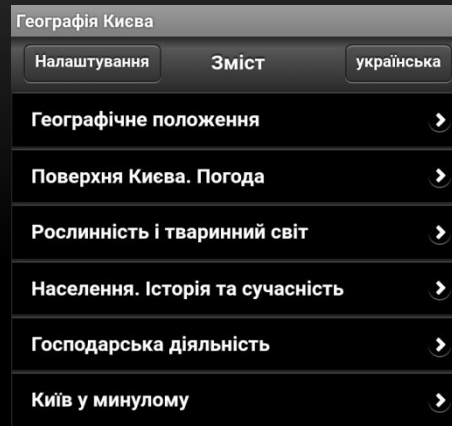 Географія Києва
Налаштування Зміст українська
Географічне положення
Поверхня Києва. Погода
Рослинність і тваринний світ
Населення. Історія та сучасність
Господарська діяльність
Київ у минулому